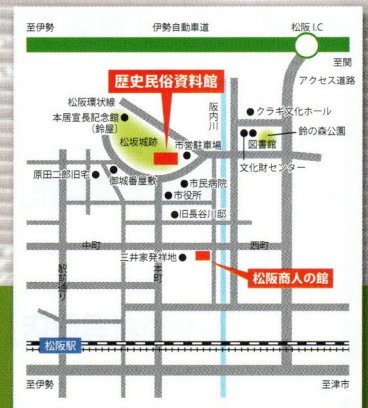 至伊勢
伊勢自動車道
松阪 I.C
至関
アクセス道路
歴史民俗資料館
松阪環状線
本居宣長記念館
(鈴屋)
松坂城跡
阪内川
クラギ文化ホール
鈴の森公園
図書館
市営駐車場
文化財センター
原田二郎旧宅
御城番屋敷
市民病院
市役所
旧長谷川邸
中町
西町
三井家発祥地
駅前通り
本町
松阪商人の館
松阪駅
至伊勢
至津市